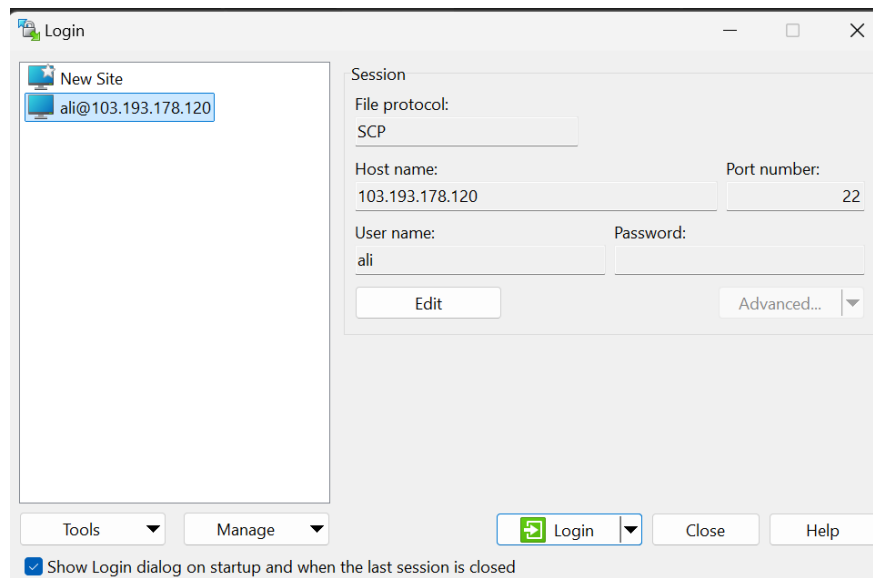 Login
New Site
ali@103.193.178.120
Session
File protocol:
SCP
Host name:
Port number:
103.193.178.120
22
User name:
Password:
ali
Edit
Advanced...
Tools
Manage
Login
Close
Help
Show Login dialog on startup and when the last session is closed